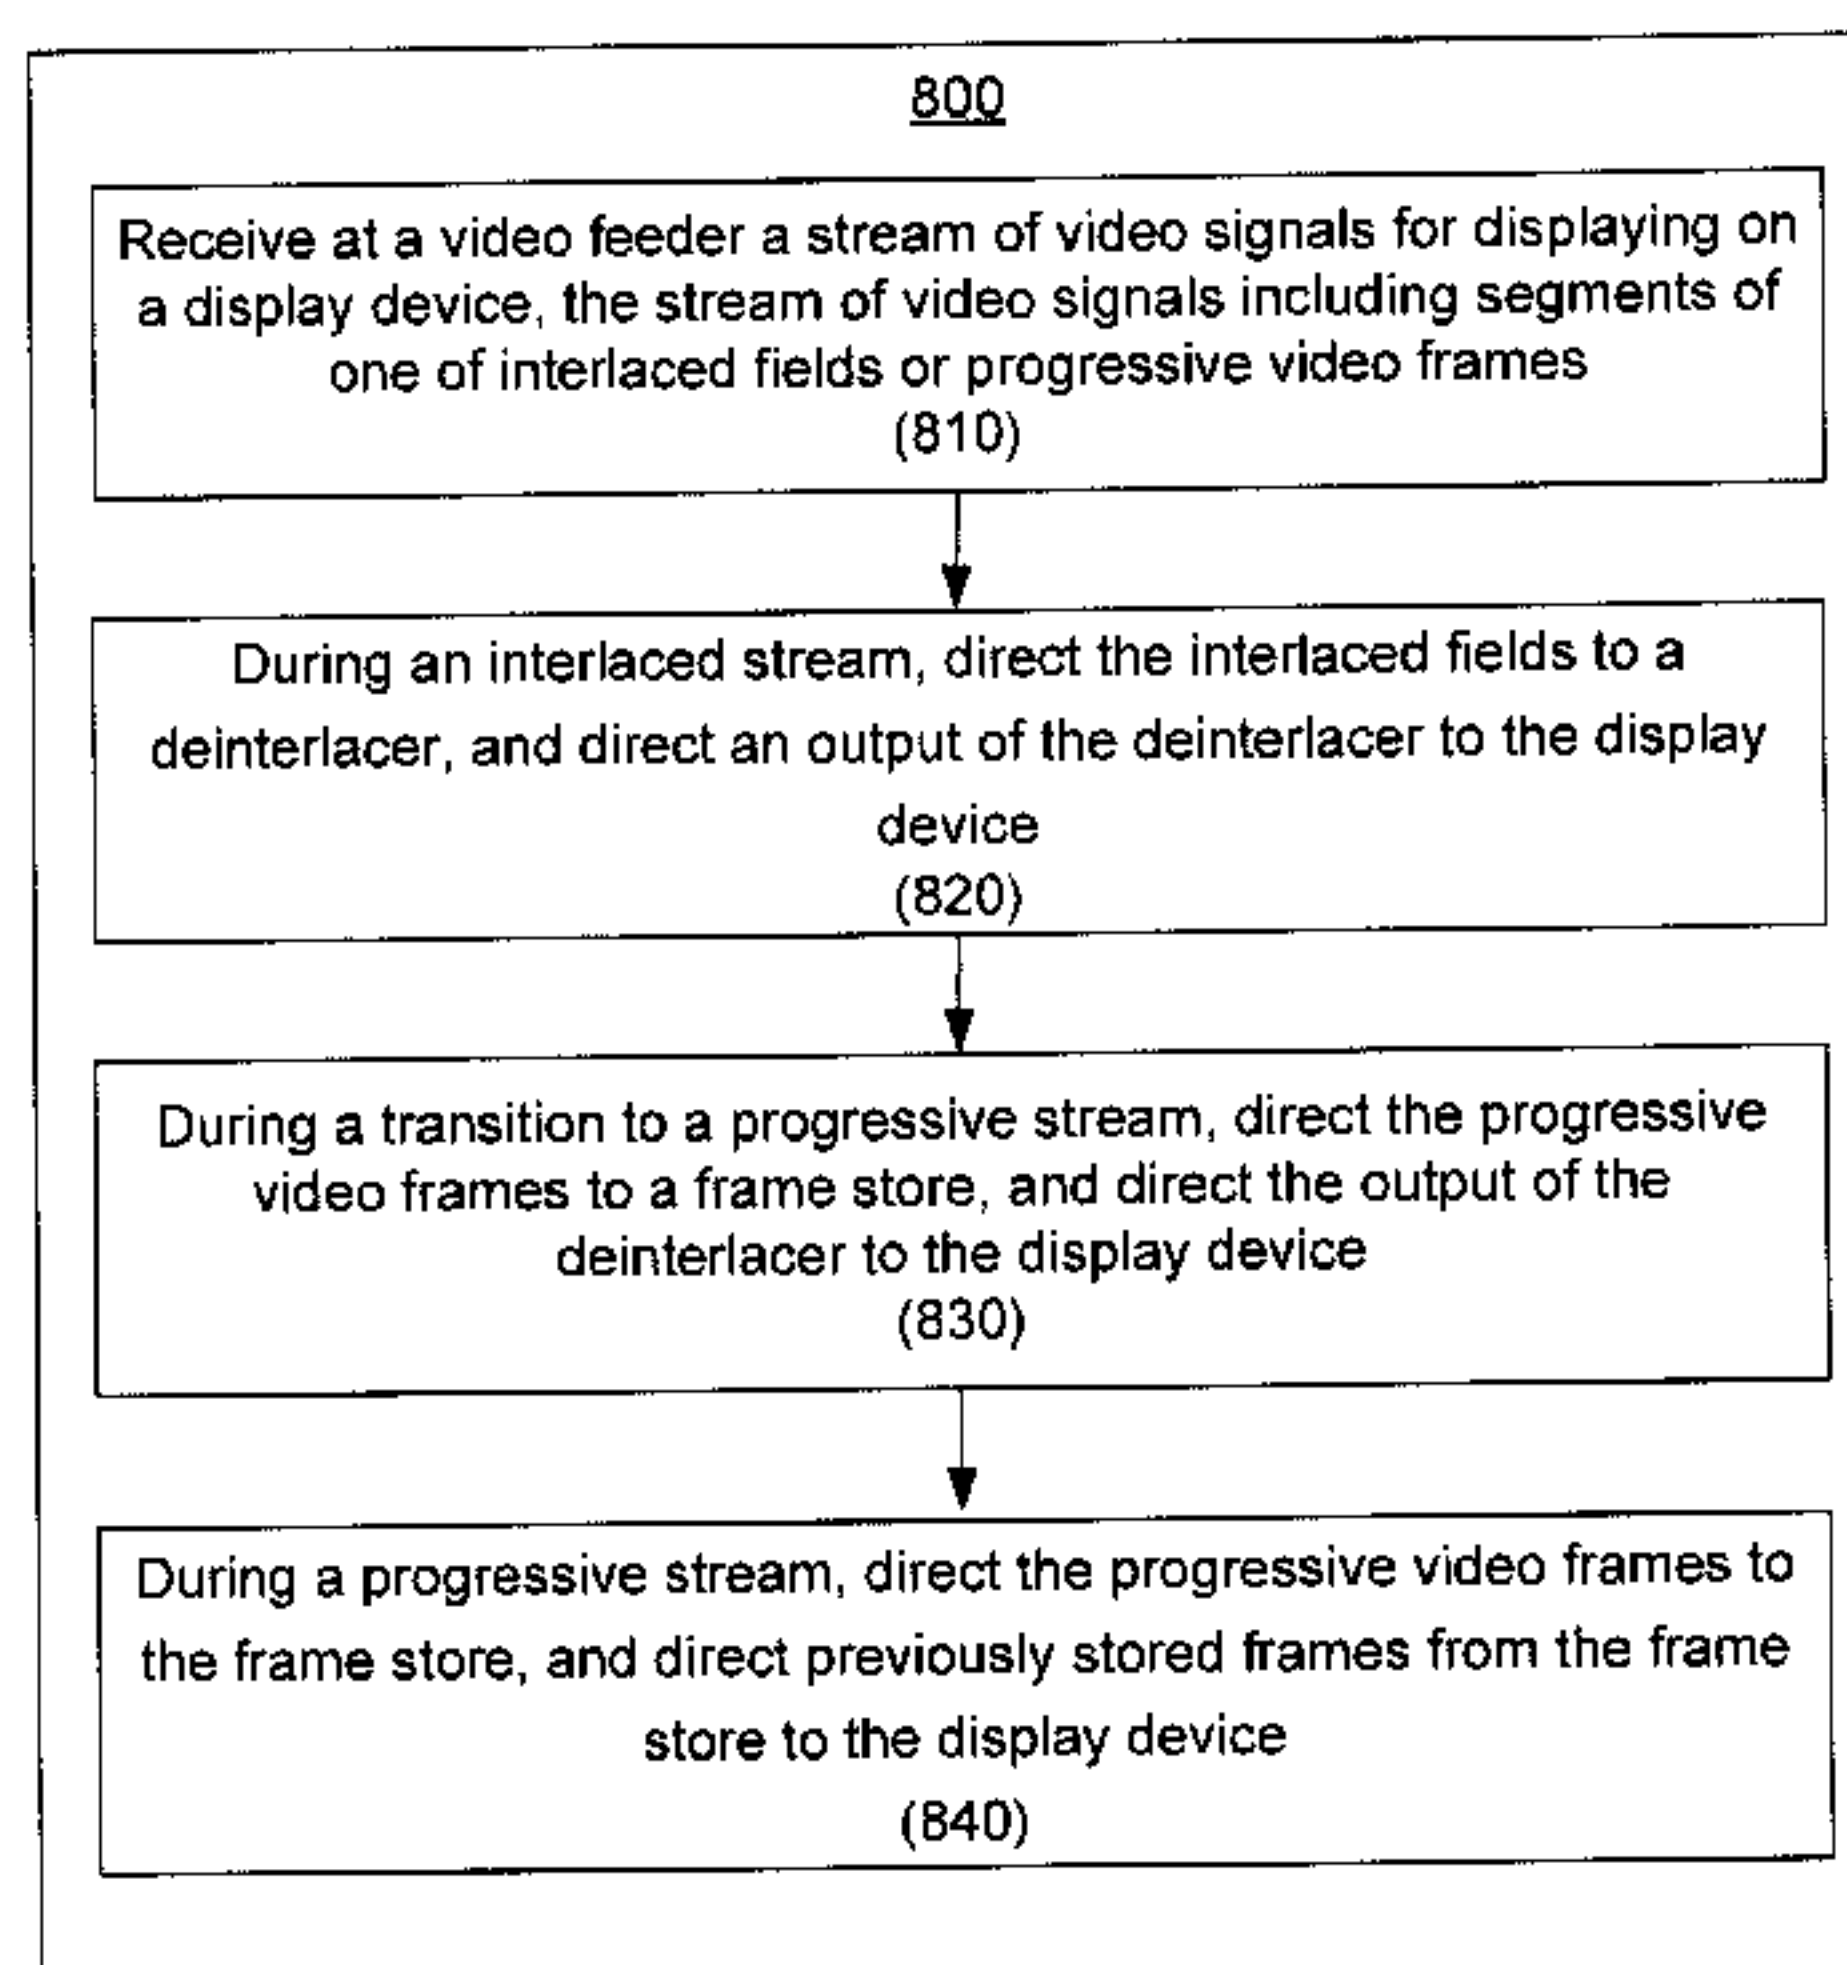 800
Receive at a video feeder a stream of video signals for displaying on
a display device, the stream of video signals including segments of
one of interlaced fields or progressive video frames
(810)
During an interlaced stream, direct the interlaced fields to a
deinterlacer, and direct an output of the deinterlacer to the display
device
(820)
During a transition to a progressive stream, direct the progressive
video frames to a frame store, and direct the output of the
deinterlacer to the display device
(830)
During a progressive stream, direct the progressive video frames to
the frame store, and direct previously stored frames from the frame
store to the display device
(840)